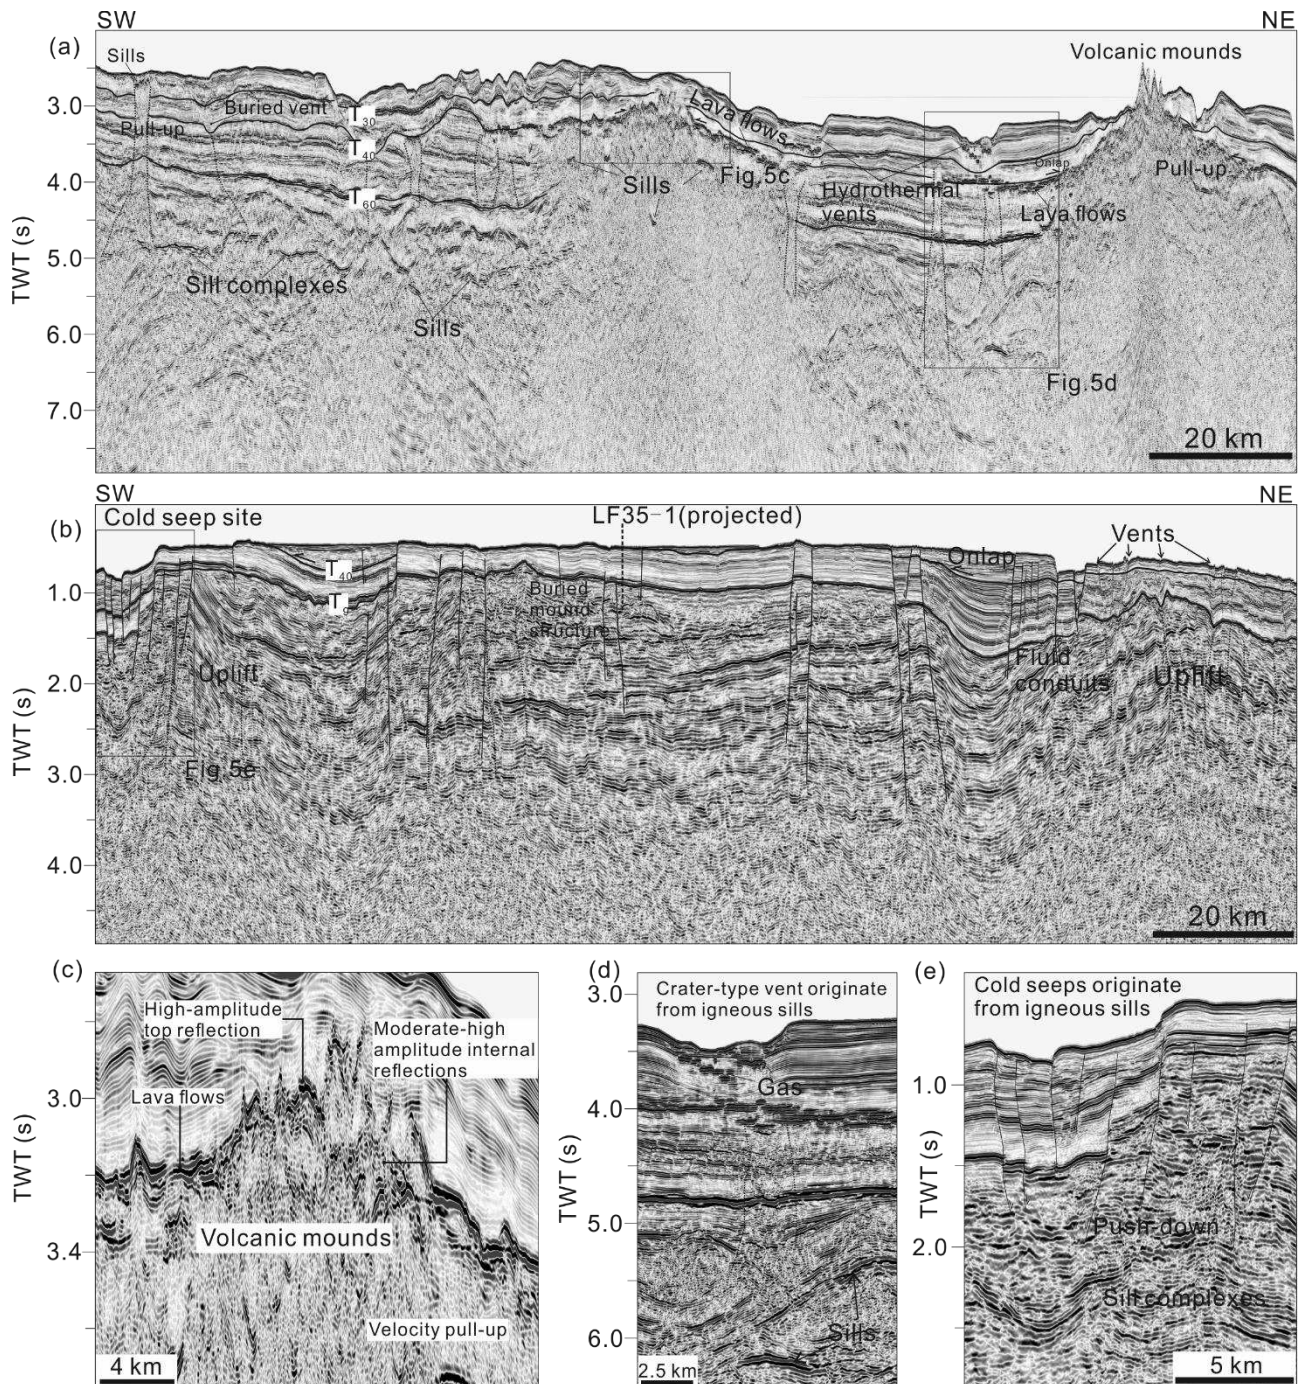 SW
NE
(a)
Sills
Volcanic mounds
3.0
Buried vent
T30
Lava flows
Pull-up
T40
Onlap
Pull-up
4.0
Sills
Fig.5c
Hydrothermal
vents
T60
Lava flows
TWT (s)
5.0
Sill complexes
Sills
6.0
Fig.5d
7.0
20 km
SW
NE
(b)
Cold seep site
LF35-1(projected)
Vents
Onlap
T40
1.0
Buried
mound
structure
Uplift
Fluid
conduits
Uplift
2.0
TWT (s)
Fig.5e
3.0
4.0
20 km
(c)
High-amplitude
top reflection
Moderate-high
amplitude internal
reflections
Lava flows
3.0
TWT (s)
Volcanic mounds
3.4
Velocity pull-up
4 km
(d)
3.0
Crater-type vent originate
from igneous sills
Gas
4.0
TWT (s)
5.0
Sills
6.0
2.5 km
(e)
Cold seeps originate
from igneous sills
1.0
TWT (s)
Push-down
2.0
Sill complexes
5 km